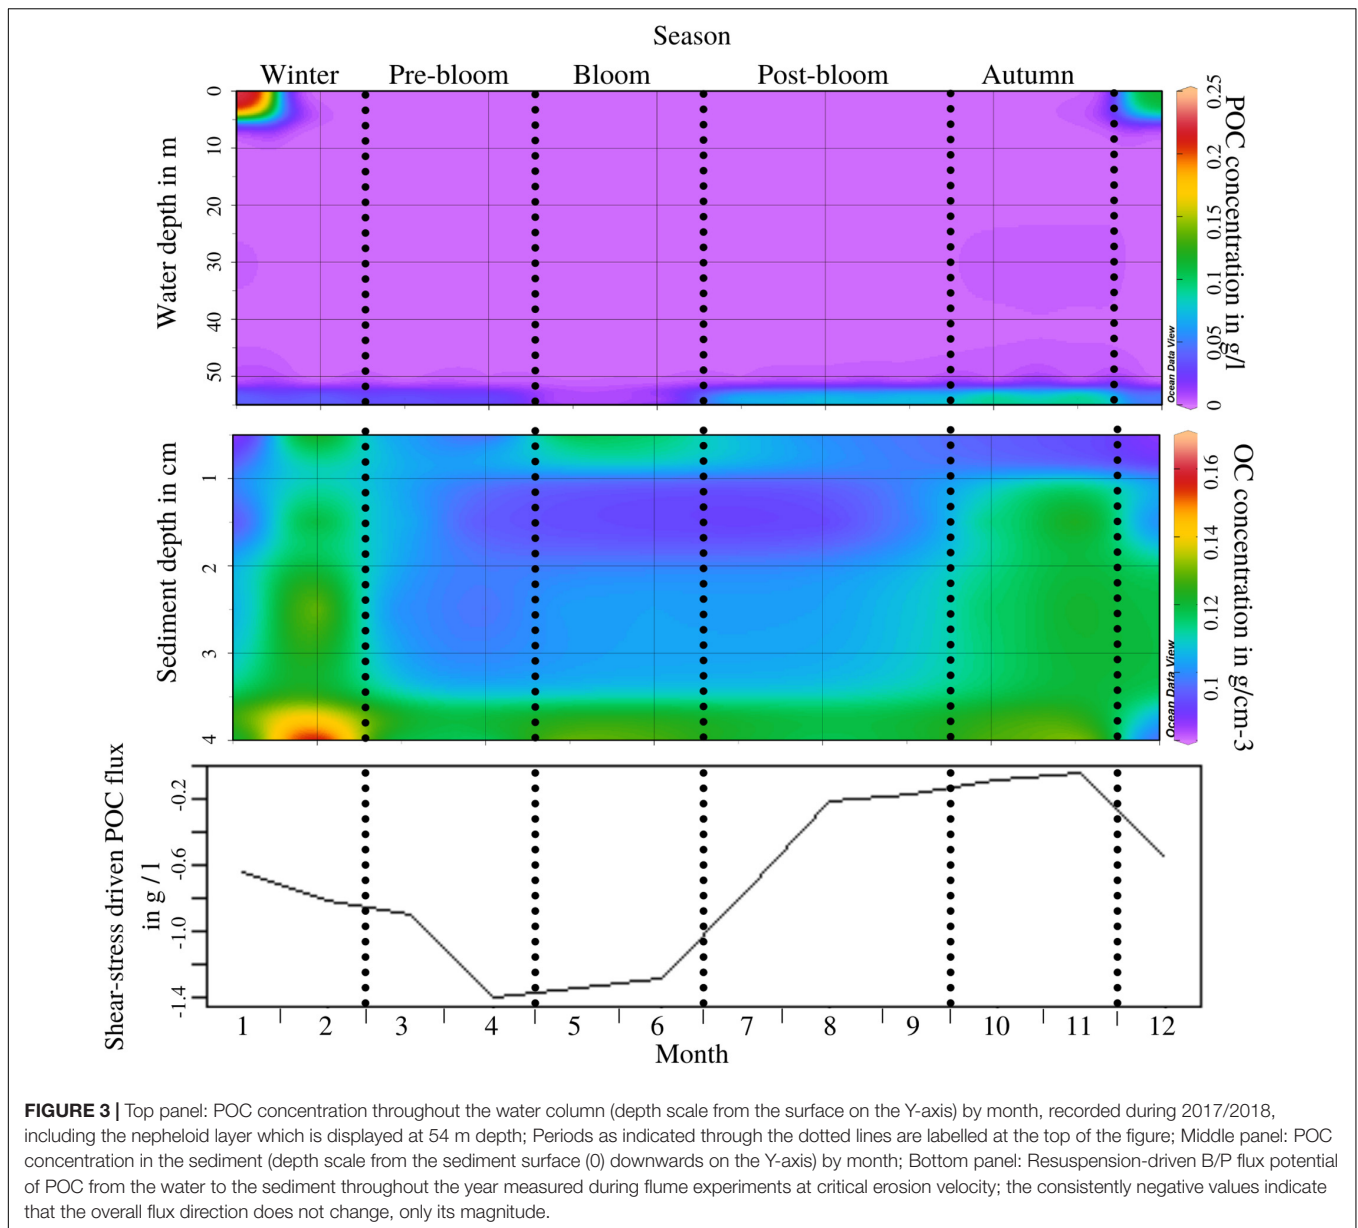 Season
Winter Pre-bloom Bloom Post-bloom Autumn
Water depth in m
0
10
20
30
40
50
Ocean Data View
0.25
0.2
0.15
0.1
0.05
0
POC concentration in g/l
Sediment depth in cm
1
2
3
4
Ocean Data View
0.16
0.14
0.12
0.1
OC concentration in g/cm-3
Shear-stress driven POC flux
in g / l
-0.2
-0.6
-1.0
-1.4
1 2 3 4 5 6 7 8 9 10 11 12
Month
FIGURE 3 | Top panel: POC concentration throughout the water column (depth scale from the surface on the Y-axis) by month, recorded during 2017/2018,
including the nepheloid layer which is displayed at 54 m depth; Periods as indicated through the dotted lines are labelled at the top of the figure; Middle panel: POC
concentration in the sediment (depth scale from the sediment surface (0) downwards on the Y-axis) by month; Bottom panel: Resuspension-driven B/P flux potential
of POC from the water to the sediment throughout the year measured during flume experiments at critical erosion velocity; the consistently negative values indicate
that the overall flux direction does not change, only its magnitude.